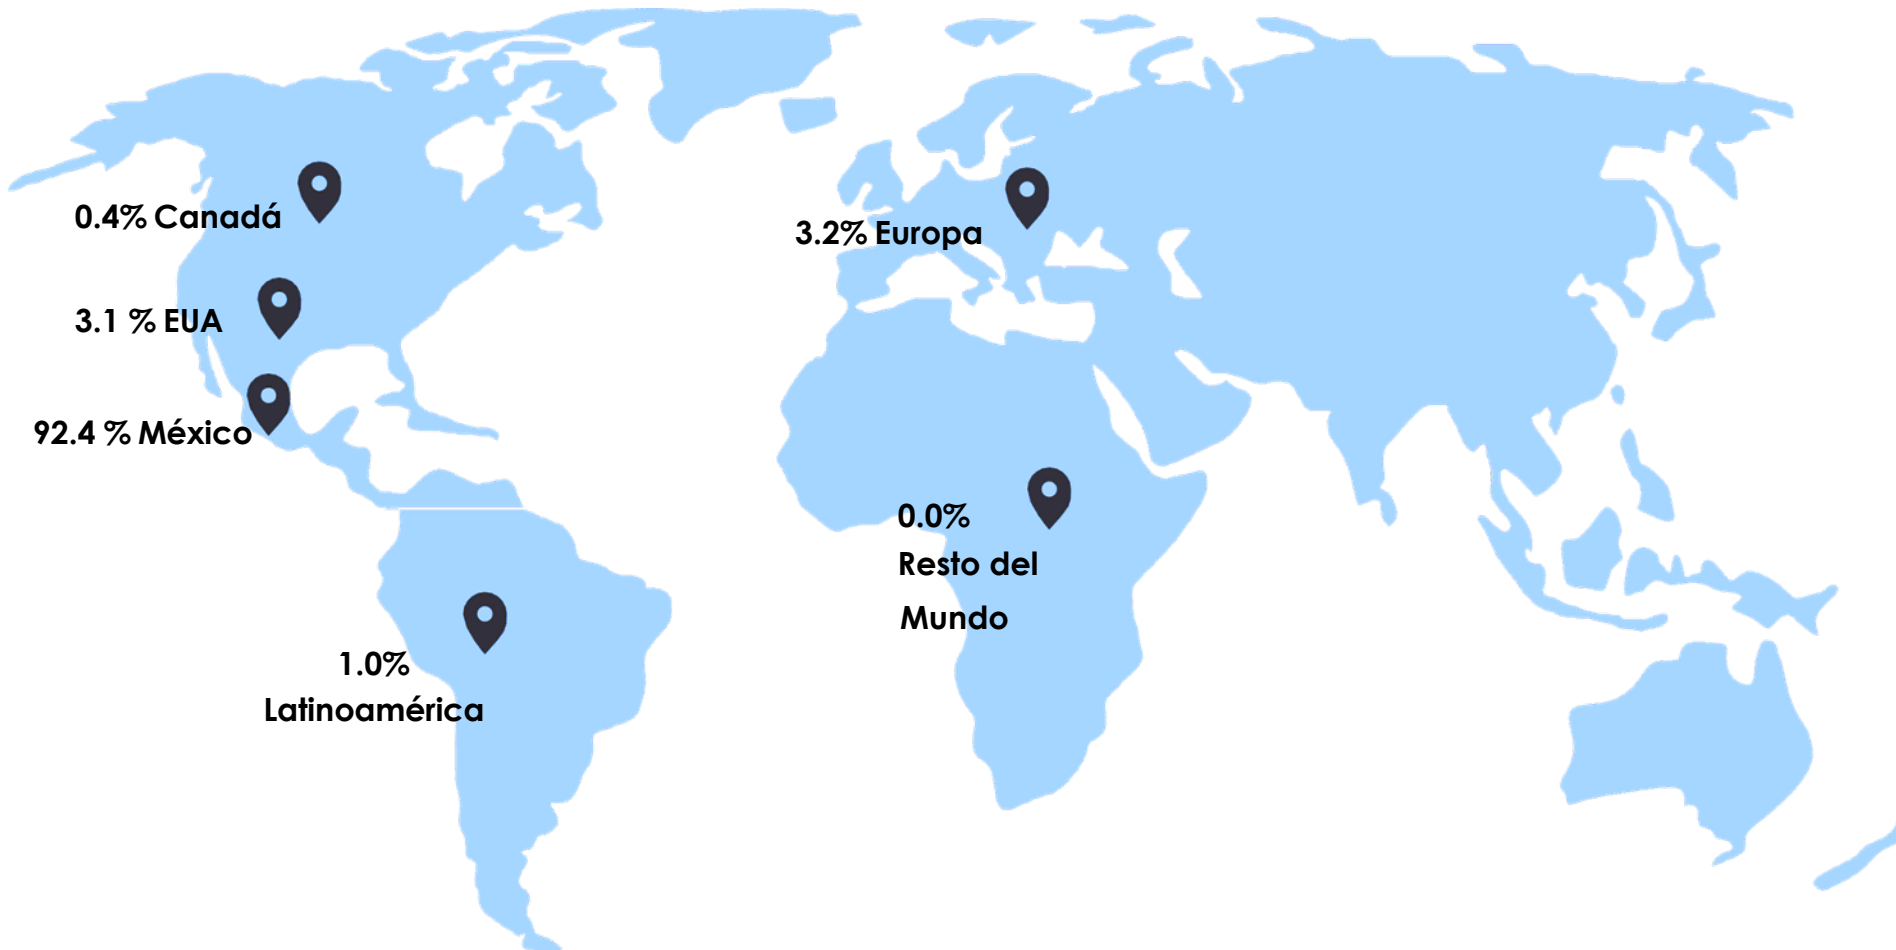 0.4% Canadá
3.2% Europa
3.1 % EUA
92.4 % México
0.0%
Resto del
Mundo
1.0%
Latinoamérica